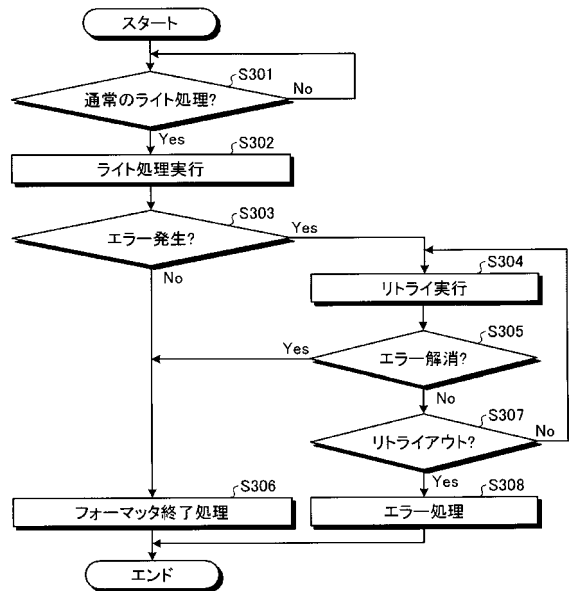 スタート
S301
通常のライト処理?
No
Yes
S302
ライト処理実行
S303
エラー発生?
Yes
No
S304
リトライ実行
S305
エラー解消?
Yes
No
S307
リトライアウト?
No
Yes
S306
フォーマッタ終了処理
S308
エラー処理
エンド